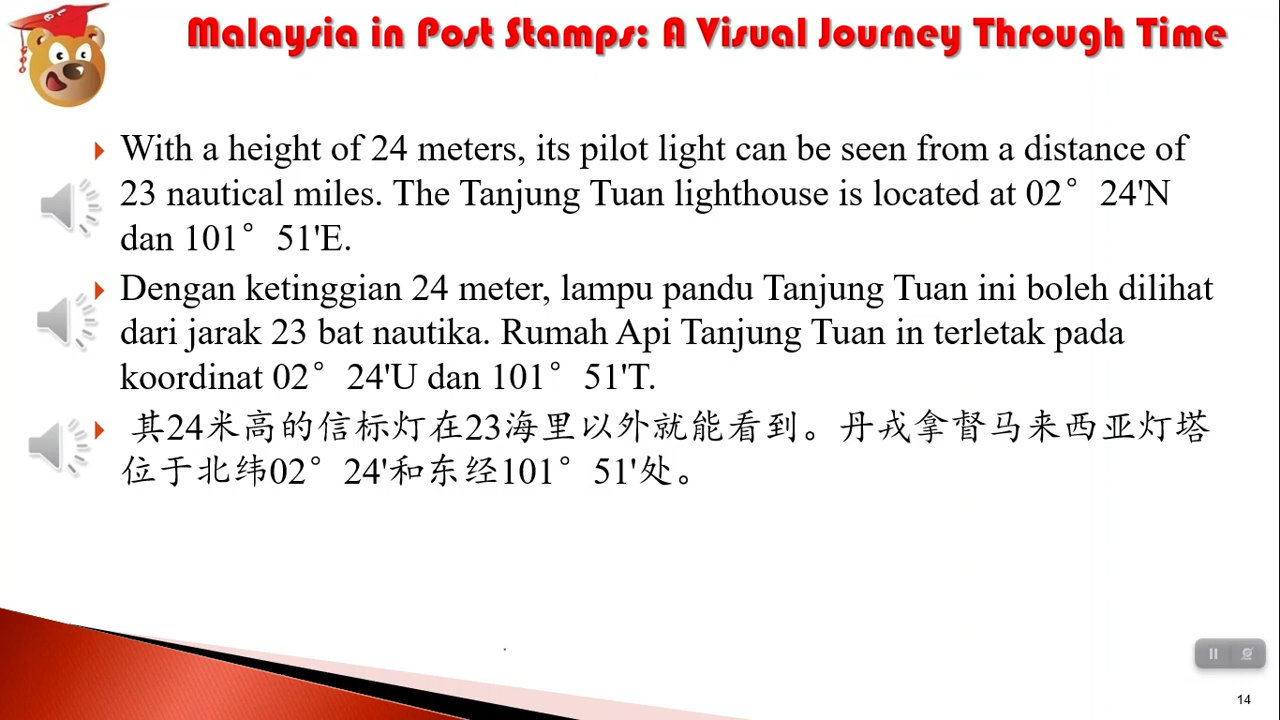 Malaysia in Post Stamps: A Visual Journey Through Time
With a height of 24 meters, its pilot light can be seen from a distance of
23 nautical miles. The Tanjung Tuan lighthouse is located at 02° 24'N
dan 101° 51'E.
Dengan ketinggian 24 meter, lampu pandu Tanjung Tuan ini boleh dilihat
dari jarak 23 bat nautika. Rumah Api Tanjung Tuan in terletak pada
koordinat 02° 24'U dan 101° 51'T.
其24米高的信标灯在23海里以外就能看到。丹戎拿督马来西亚灯塔
位于北纬02° 24'和东经101° 51'处。
14